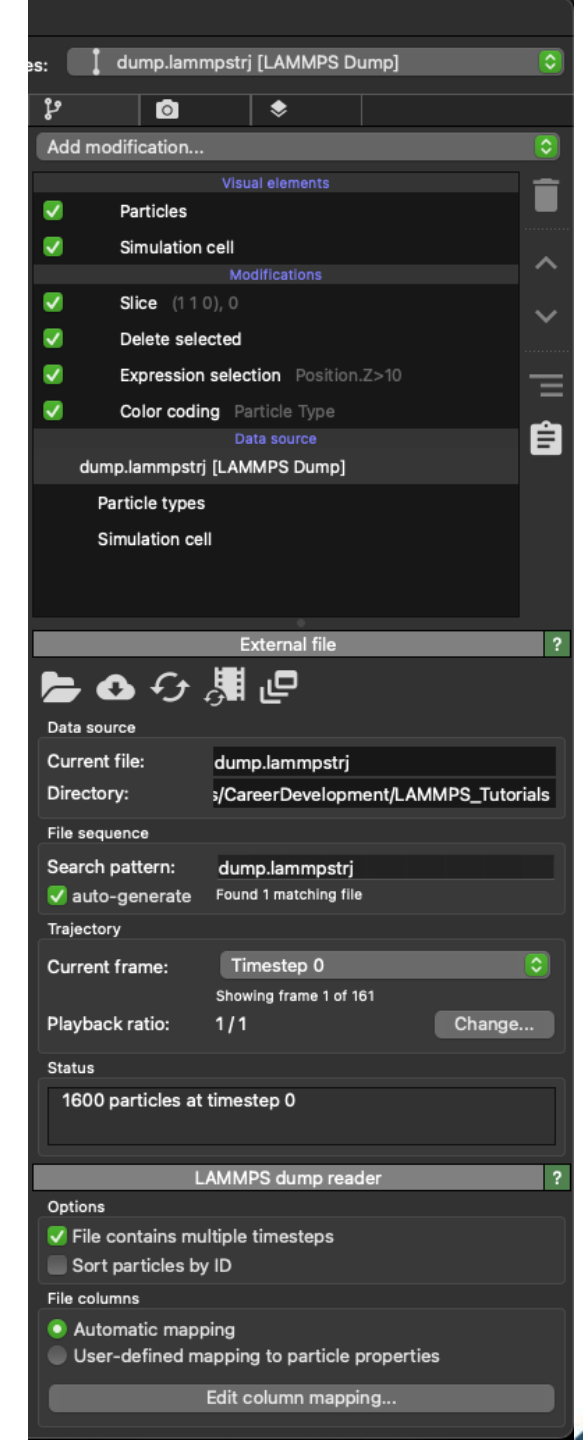 es: dump.lammpstrj [LAMMPS Dump]
Add modification...
Visual elements
Particles
Simulation cell
Modifications
Slice (1 1 0), 0
Delete selected
Expression selection Position.Z>10
Color coding Particle Type
Data source
dump.lammpstrj [LAMMPS Dump]
Particle types
Simulation cell
External file ?
Data source
Current file: dump.lammpstrj
Directory: s/CareerDevelopment/LAMMPS_Tutorials
File sequence
Search pattern: dump.lammpstrj
auto-generate Found 1 matching file
Trajectory
Current frame: Timestep 0
Showing frame 1 of 161
Playback ratio: 1 / 1 Change...
Status
1600 particles at timestep 0
LAMMPS dump reader ?
Options
File contains multiple timesteps
Sort particles by ID
File columns
Automatic mapping
User-defined mapping to particle properties
Edit column mapping...